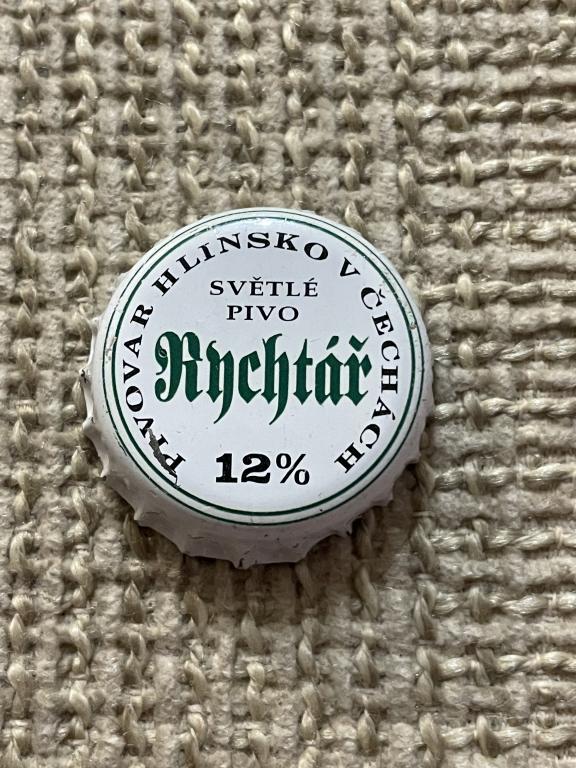 PIVOVAR HLINSKO V ČECHÁCH
SVĚTLÉ
PIVO
Rychtář
12%